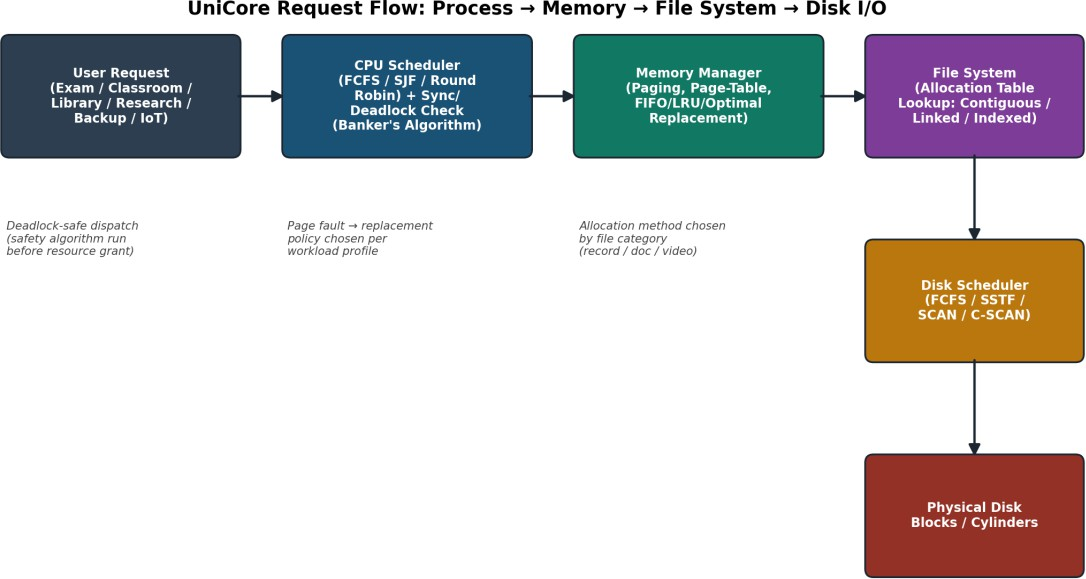 UniCore Request Flow: Process → Memory → File System → Disk I/O
User Request
(Exam / Classroom /
Library / Research /
Backup / IoT)
CPU Scheduler
(FCFS / SJF / Round
Robin) + Sync/
Deadlock Check
(Banker's Algorithm)
Memory Manager
(Paging, Page-Table,
FIFO/LRU/Optimal
Replacement)
File System
(Allocation Table
Lookup: Contiguous /
Linked / Indexed)
Deadlock-safe dispatch
(safety algorithm run
before resource grant)
Page fault → replacement
policy chosen per
workload profile
Allocation method chosen
by file category
(record / doc / video)
Disk Scheduler
(FCFS / SSTF /
SCAN / C-SCAN)
Physical Disk
Blocks / Cylinders